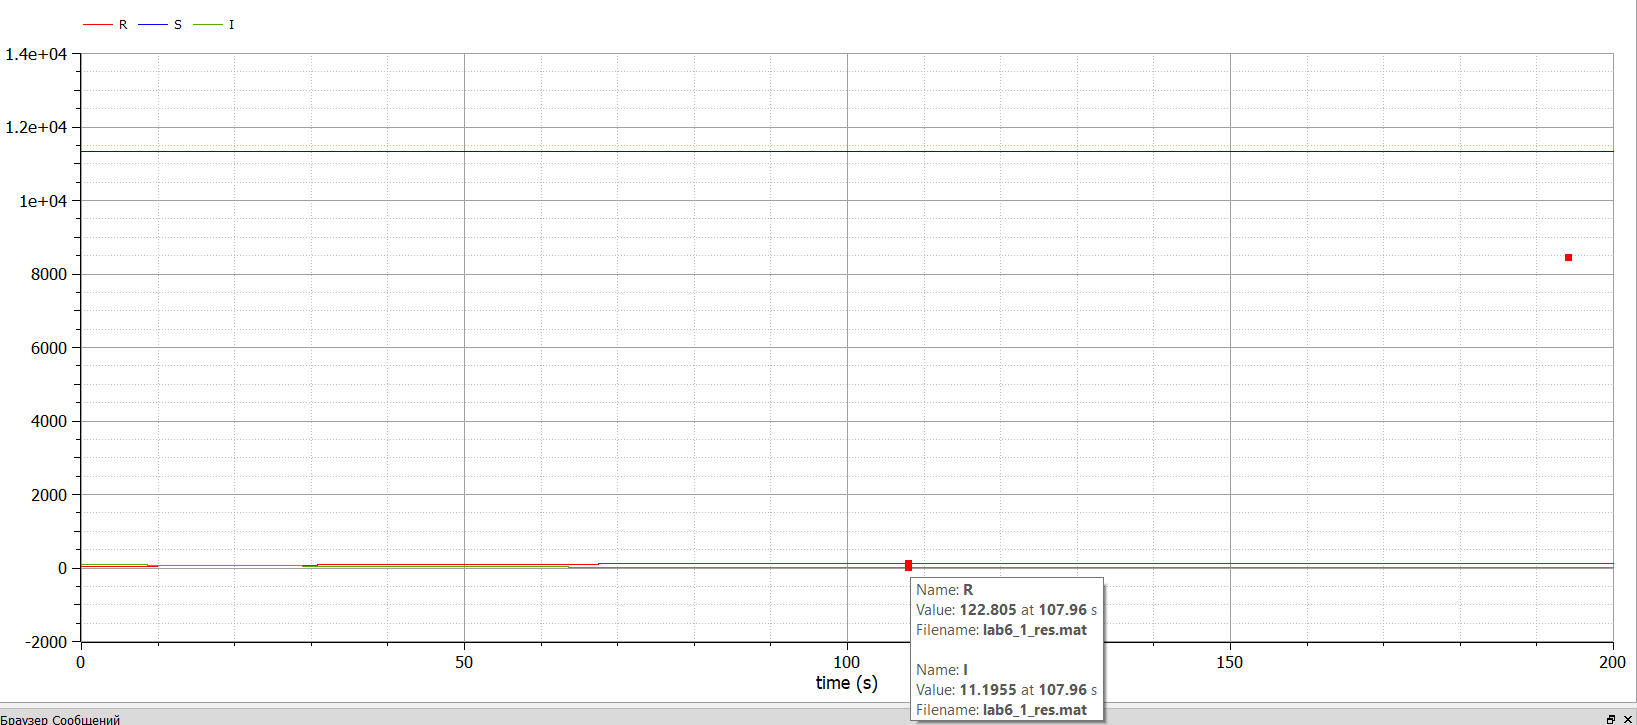 R S I
1.4e+04
1.2e+04
1e+04
8000
6000
4000
2000
0
-2000
0 50 100 150 200
time (s)
Name: R
Value: 122.805 at 107.96 s
Filename: lab6_1_res.mat
Name: I
Value: 11.1955 at 107.96 s
Filename: lab6_1_res.mat
Браузер Сообщений